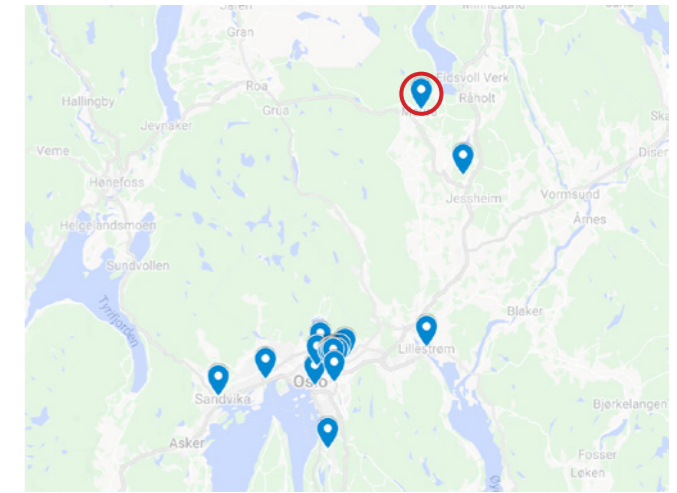 Gran
Eidsvoll Verk
Roa
Råholt
Hallingby
Grua
Jevnaker
Veme
Hønefoss
Jessheim
Vormsund
Årnes
Helgelandsmoen
Sundvollen
Tyrifjorden
Blaker
Lillestrøm
Oslo
Sandvika
Bjørkelangen
Asker
Fosser
Løken